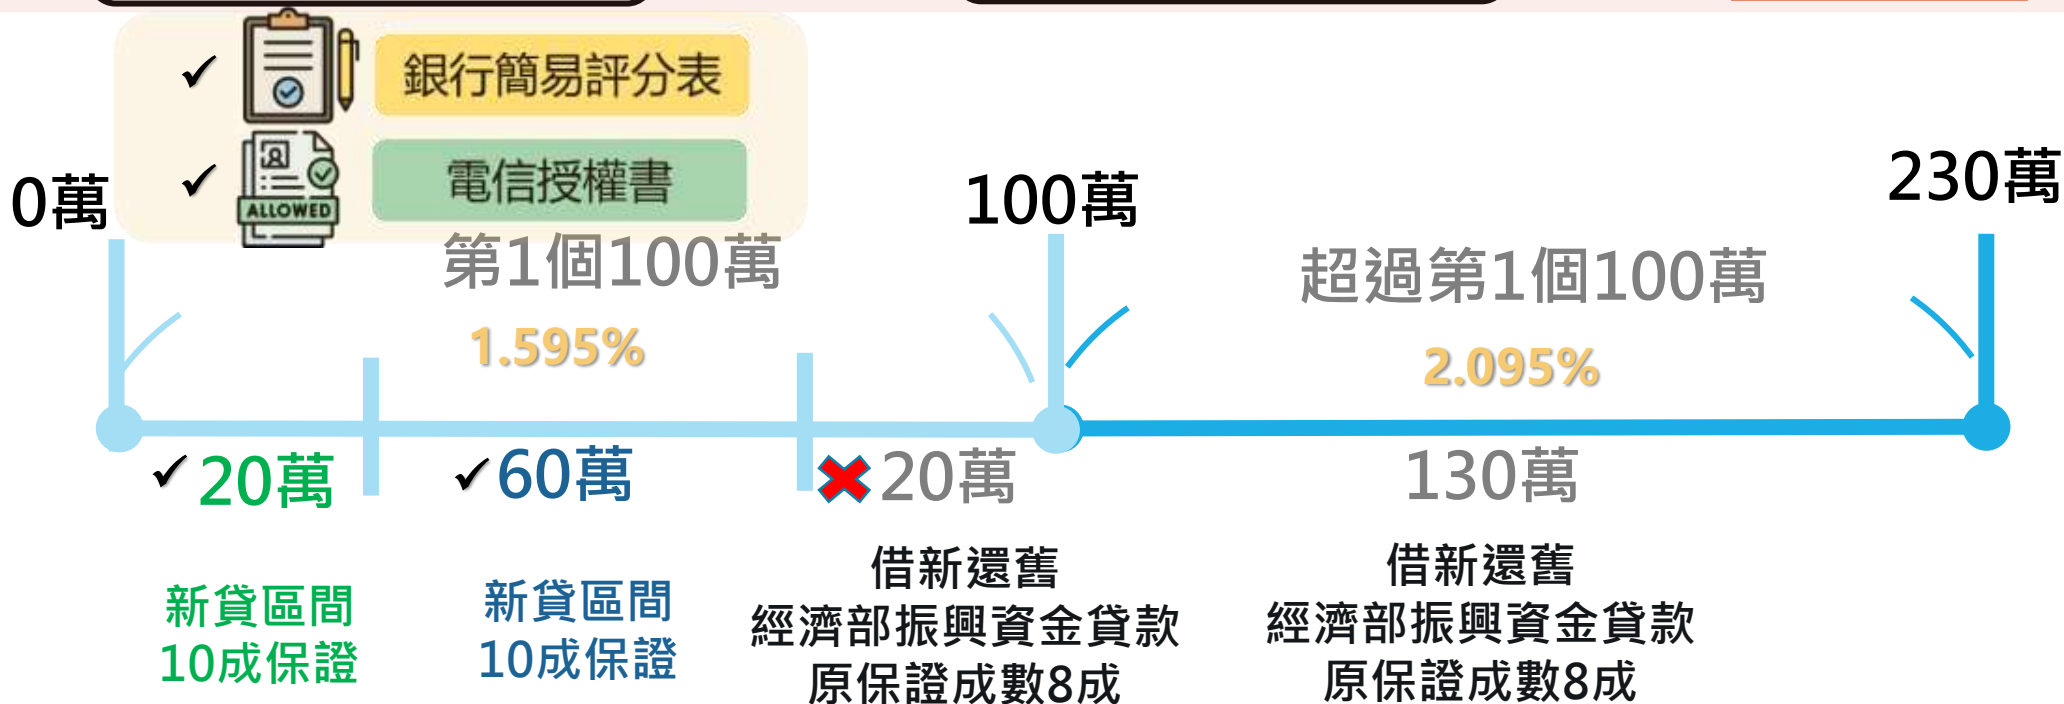 銀行簡易評分表
ALLOWED
電信授權書
0萬
100萬
230萬
第1個100萬
超過第1個100萬
1.595%
2.095%
20萬
60萬
20萬
130萬
新貸區間
10成保證
新貸區間
10成保證
借新還舊
經濟部振興資金貸款
原保證成數8成
借新還舊
經濟部振興資金貸款
原保證成數8成